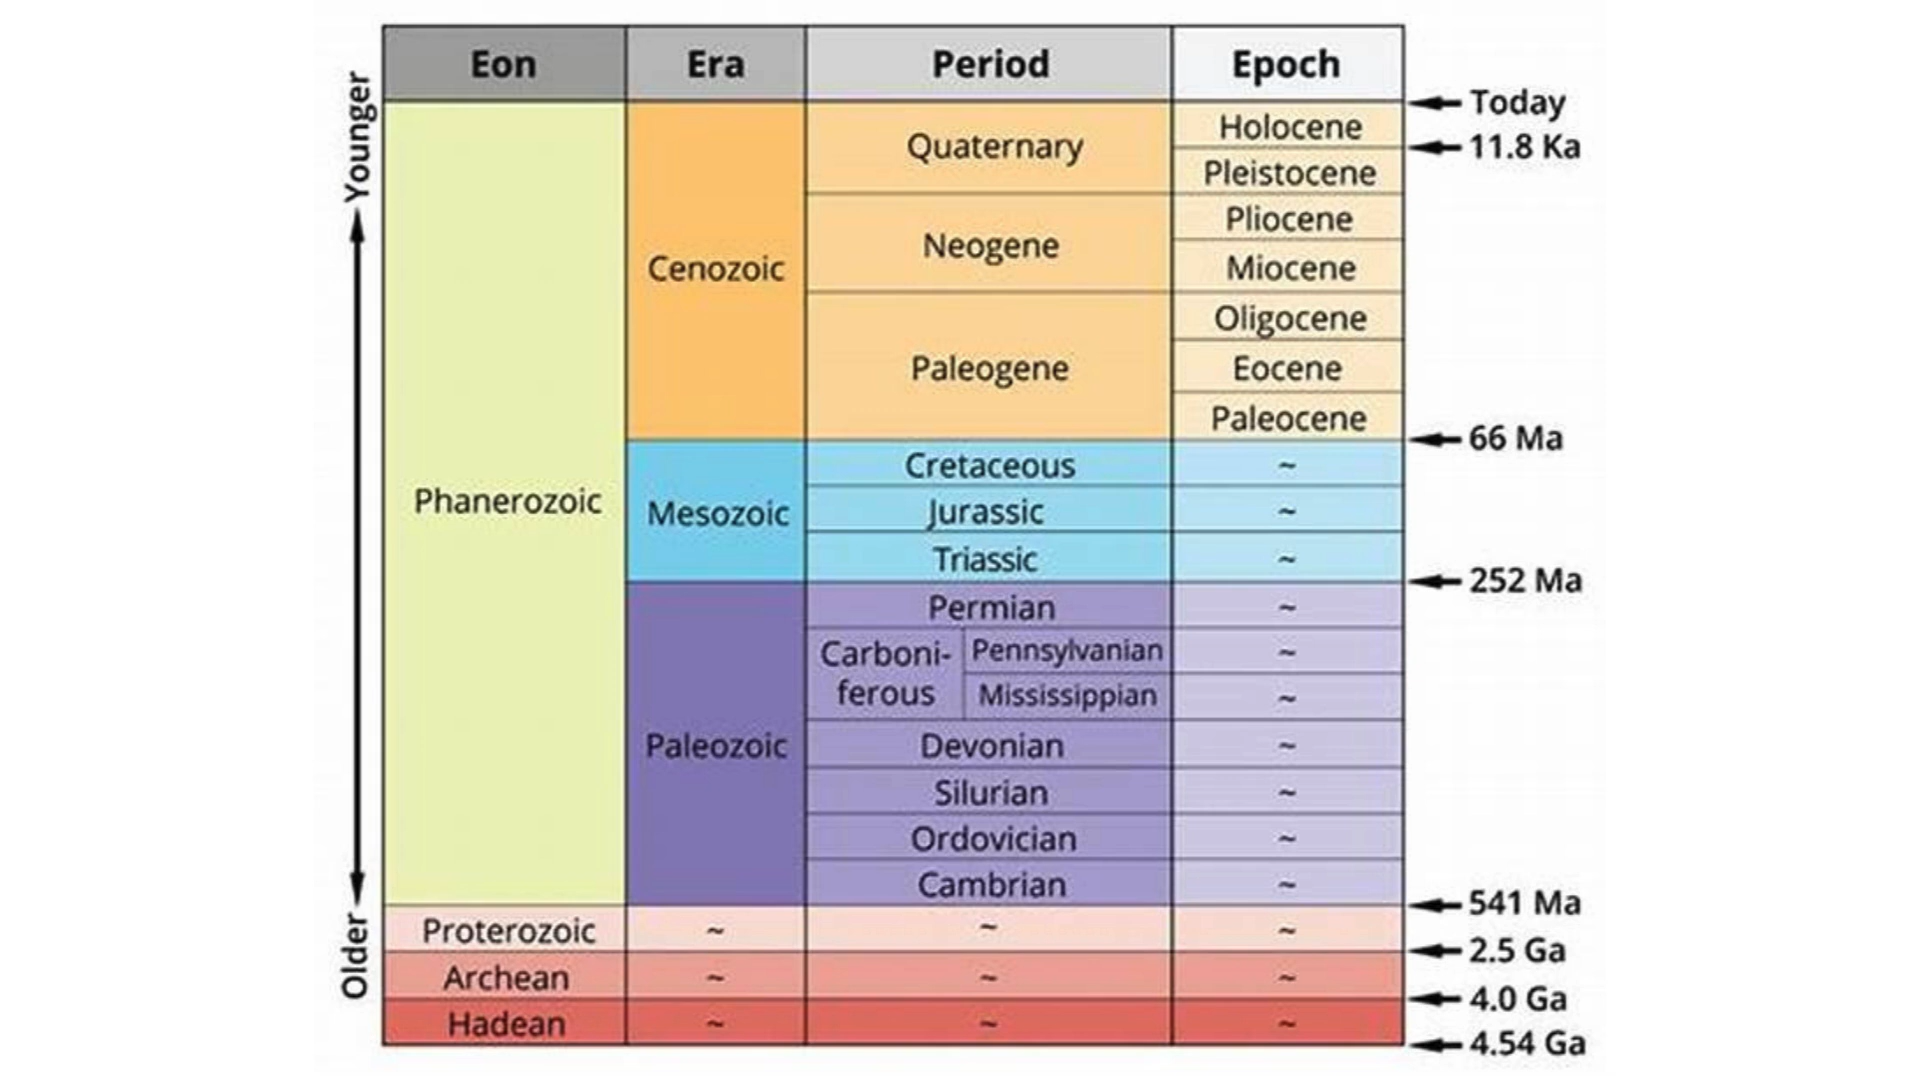 Eon Era Period Epoch
Younger
Today
Holocene
Quaternary
11.8 Ka
Pleistocene
Pliocene
Neogene
Miocene
Cenozoic
Oligocene
Paleogene
Eocene
Paleocene
66 Ma
Cretaceous ~
Phanerozoic
Mesozoic
Jurassic ~
Triassic ~
252 Ma
Permian ~
Carboni-
ferous
Pennsylvanian ~
Mississippian ~
Paleozoic
Devonian ~
Silurian ~
Ordovician ~
Cambrian ~
541 Ma
Older
Proterozoic ~ ~ ~
2.5 Ga
Archean ~ ~ ~
4.0 Ga
Hadean ~ ~ ~
4.54 Ga